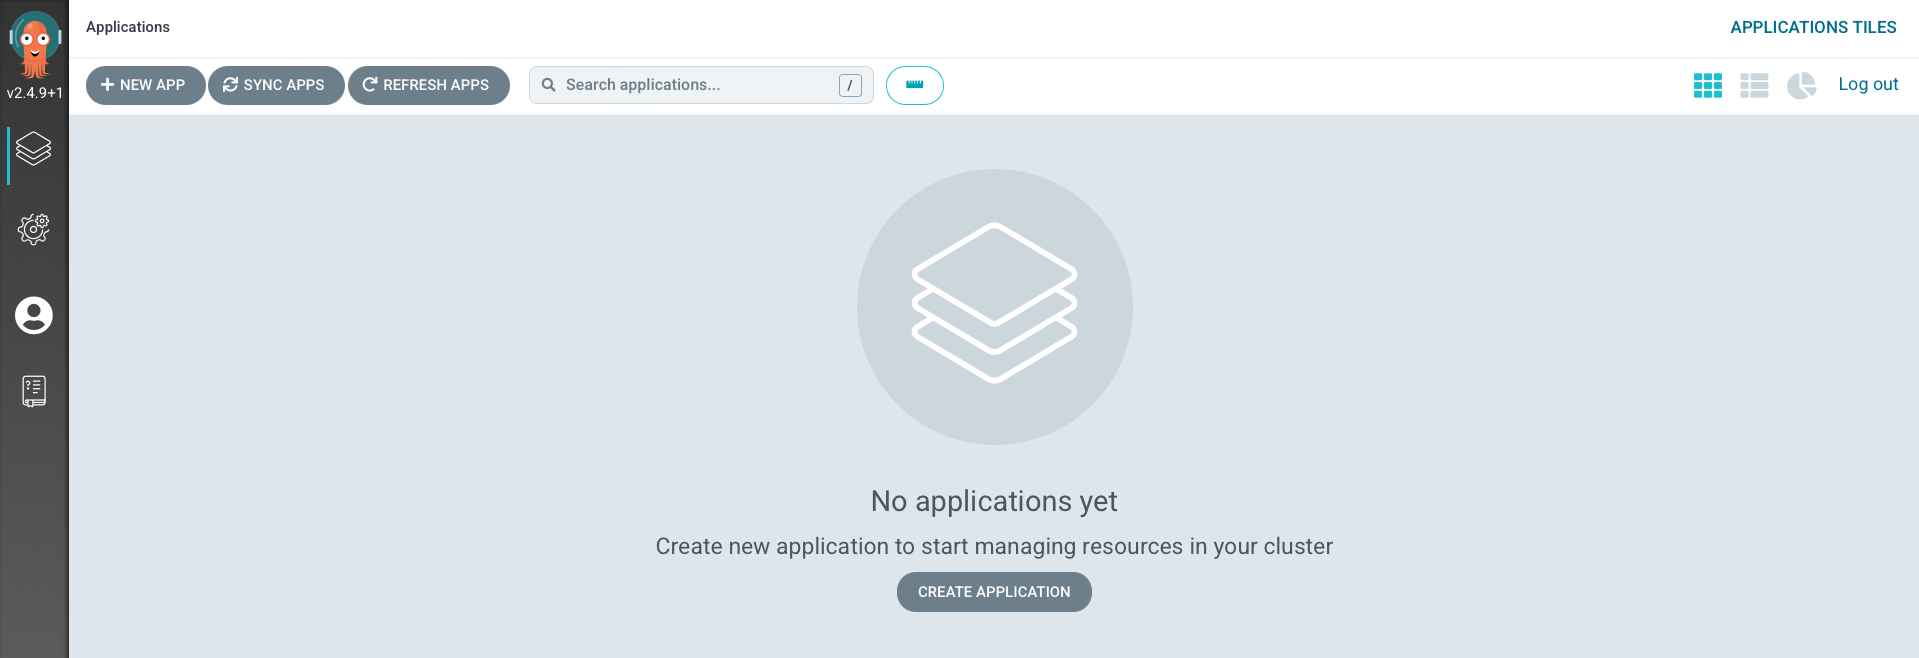 Applications
APPLICATIONS TILES
NEW APP
SYNC APPS
REFRESH APPS
Search applications...
/
Log out
v2.4.9+1
No applications yet
Create new application to start managing resources in your cluster
CREATE APPLICATION